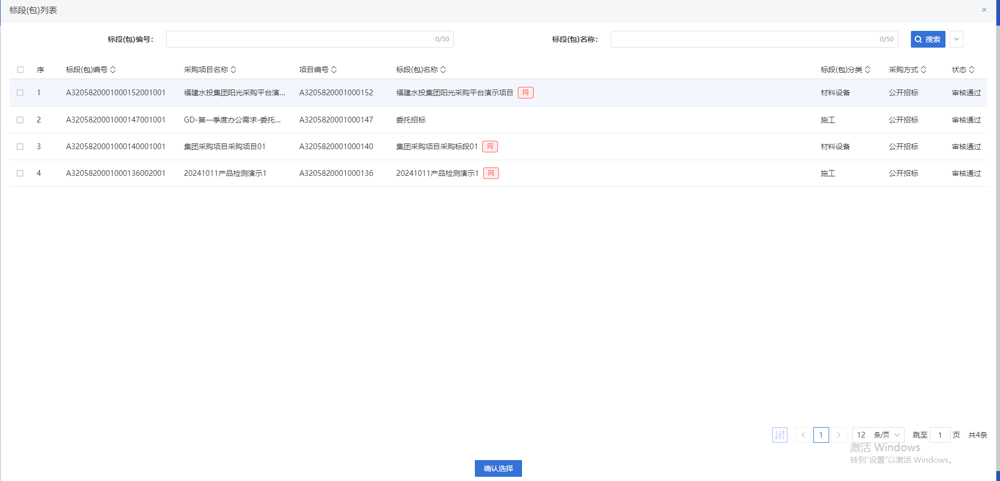 标段(包)列表
标段(包)编号： 0/50 标段(包)名称： 0/50 搜索
序 标段(包)编号 采购项目名称 项目编号 标段(包)名称 标段(包)分类 采购方式 状态
1 A3205820001000152001001 福建水投集团阳光采购平台演... A3205820001000152 福建水投集团阳光采购平台演示项目 网 材料设备 公开招标 审核通过
2 A3205820001000147001001 GD-第一季度办公需求-委托... A3205820001000147 委托招标 施工 公开招标 审核通过
3 A3205820001000140001001 集团采购项目采购项目01 A3205820001000140 集团采购项目采购标段01 网 材料设备 公开招标 审核通过
4 A3205820001000136002001 20241011产品检测演示1 A3205820001000136 20241011产品检测演示1 网 施工 公开招标 审核通过
1 12 条/页 跳至 1 页 共4条
激活 Windows
转到“设置”以激活 Windows。
确认选择